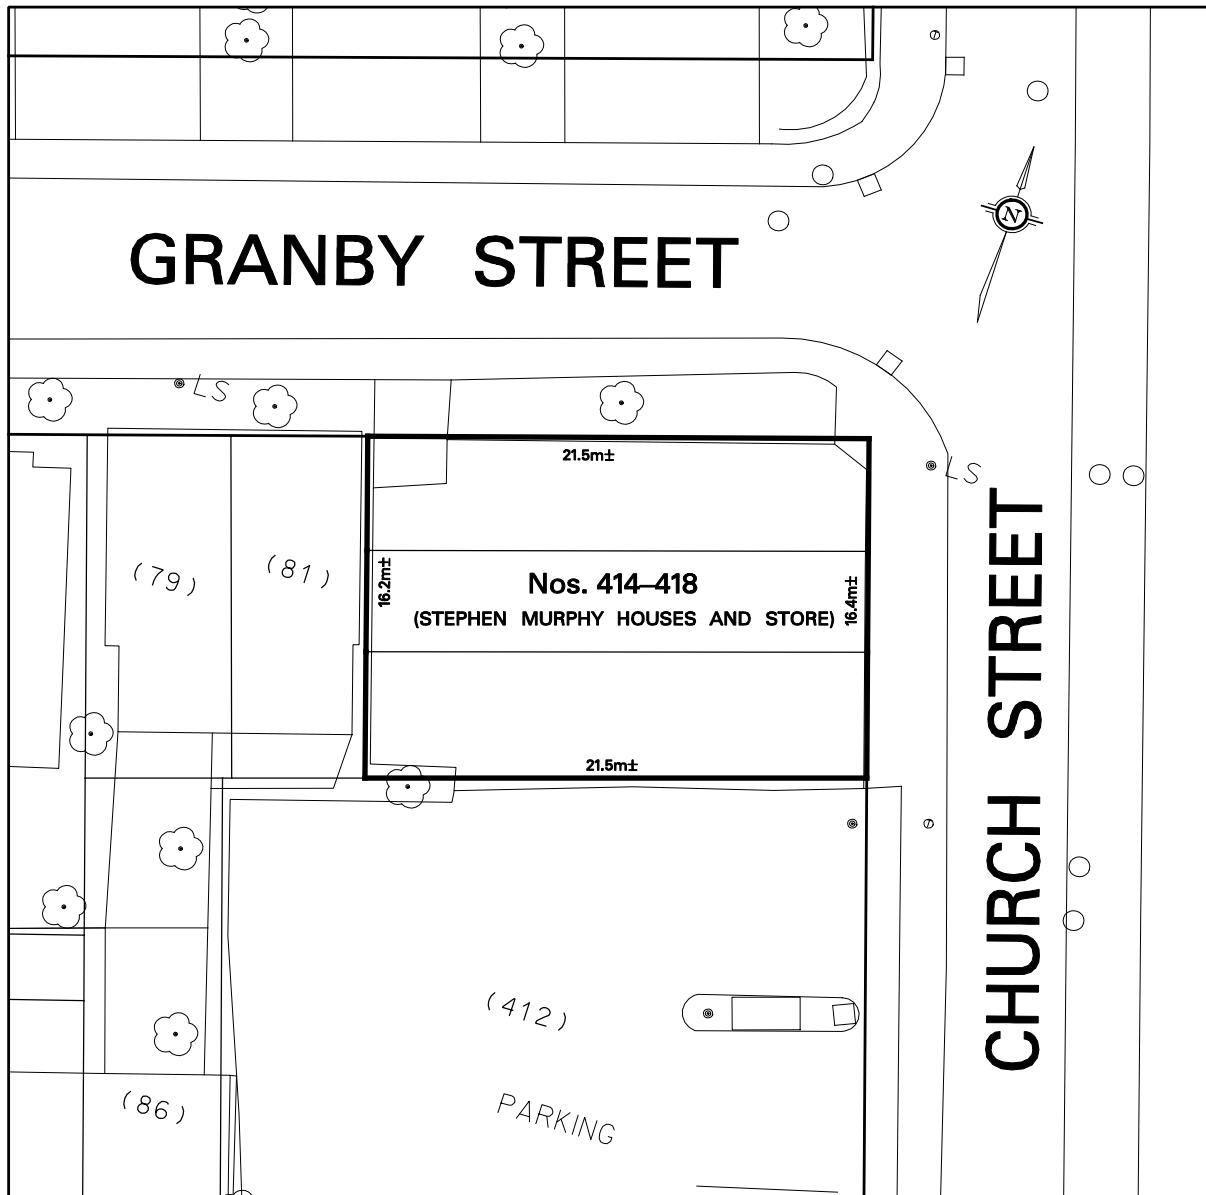 N
GRANBY STREET
LS
LS
21.5m±
(79)
(81)
16.2m±
Nos. 414–418
(STEPHEN MURPHY HOUSES AND STORE)
16.4m±
21.5m±
CHURCH STREET
(412)
(86)
PARKING